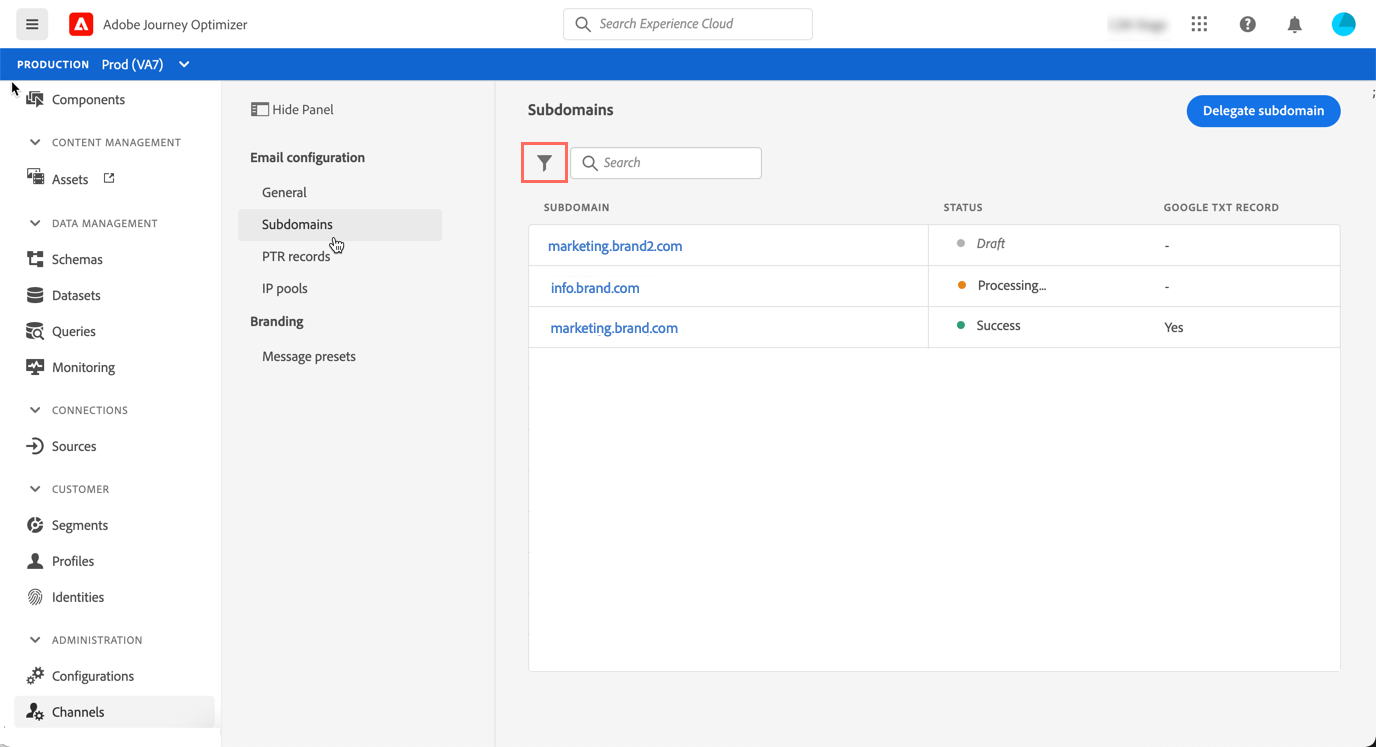 Adobe Journey Optimizer
Search Experience Cloud
PRODUCTION Prod (VA7)
Components
CONTENT MANAGEMENT
Assets
DATA MANAGEMENT
Schemas
Datasets
Queries
Monitoring
CONNECTIONS
Sources
CUSTOMER
Segments
Profiles
Identities
ADMINISTRATION
Configurations
Channels
Hide Panel
Email configuration
General
Subdomains
PTR records
IP pools
Branding
Message presets
Subdomains
Delegate subdomain
Search
SUBDOMAIN STATUS GOOGLE TXT RECORD
marketing.brand2.com Draft -
info.brand.com Processing... -
marketing.brand.com Success Yes